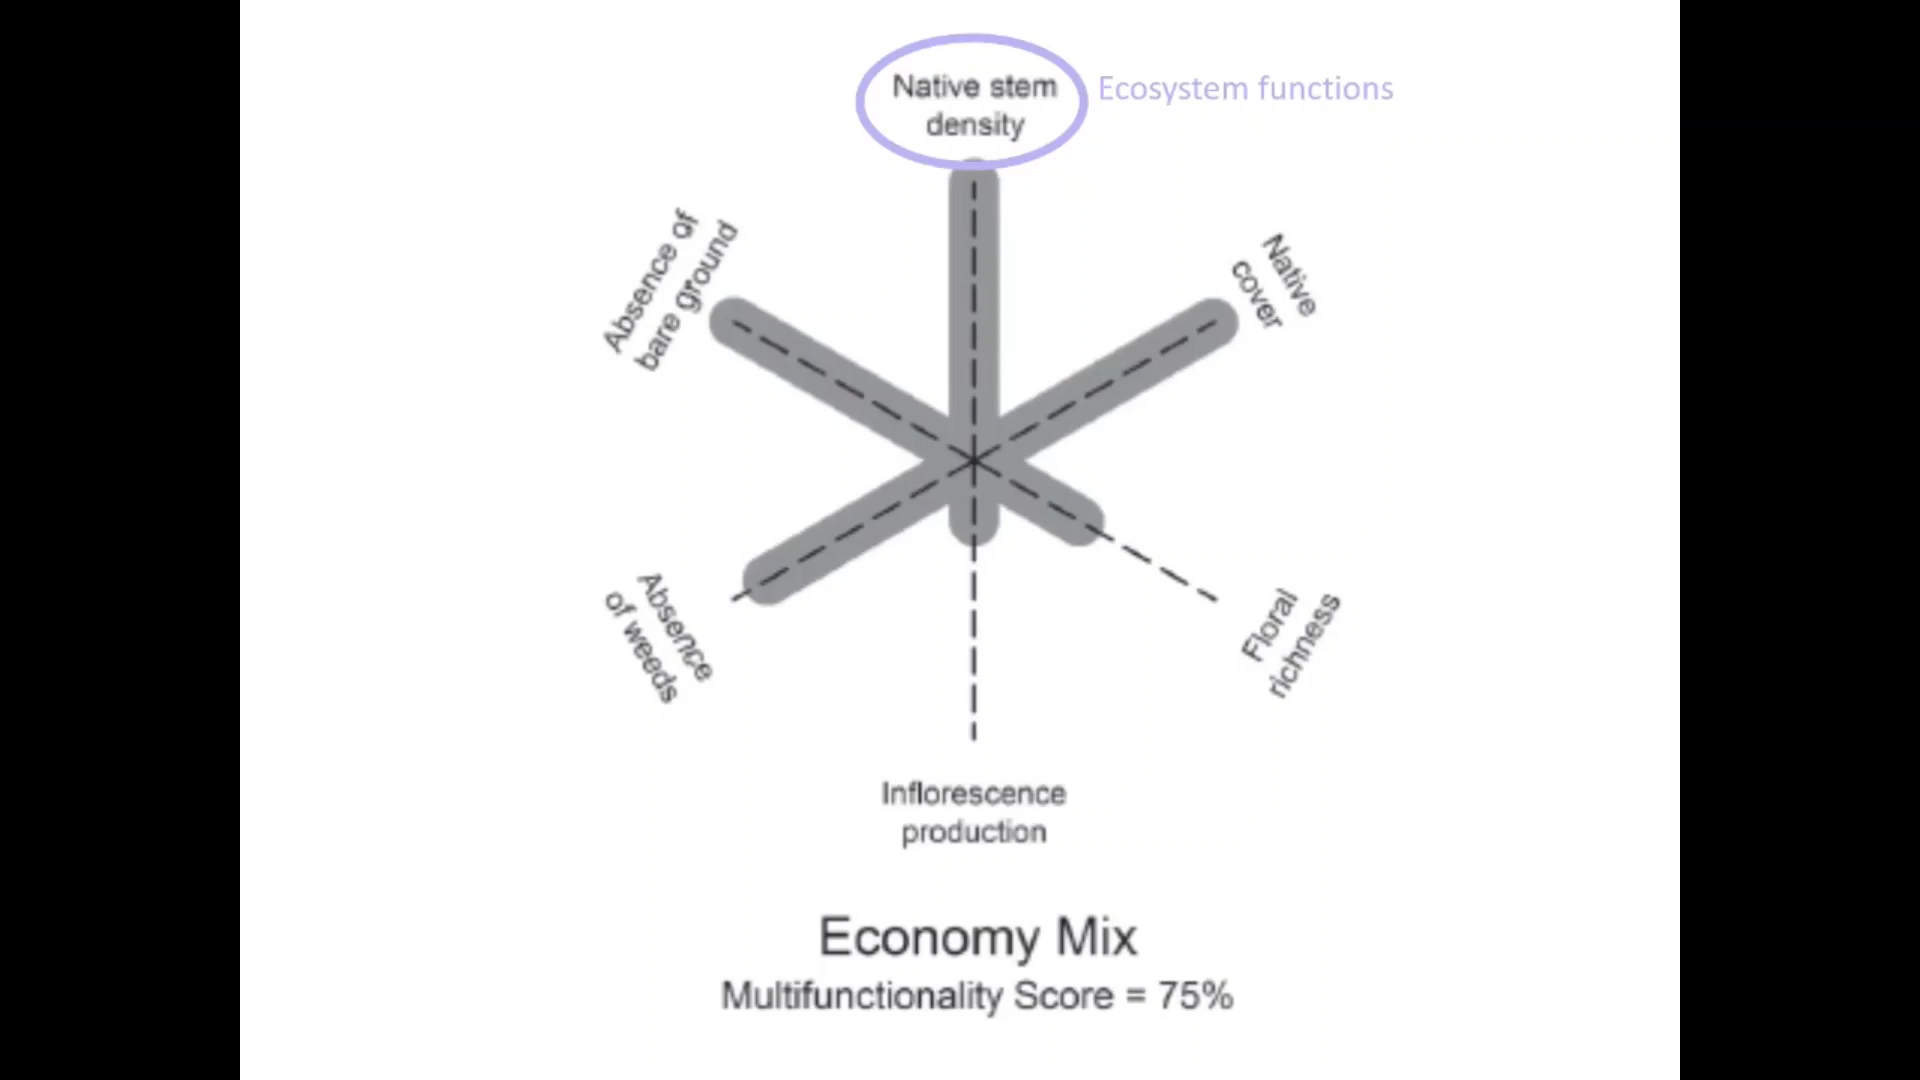 Native stem
density
Ecosystem functions
Absence of
bare ground
Native
cover
Absence
of weeds
Floral
richness
Inflorescence
production
Economy Mix
Multifunctionality Score = 75%